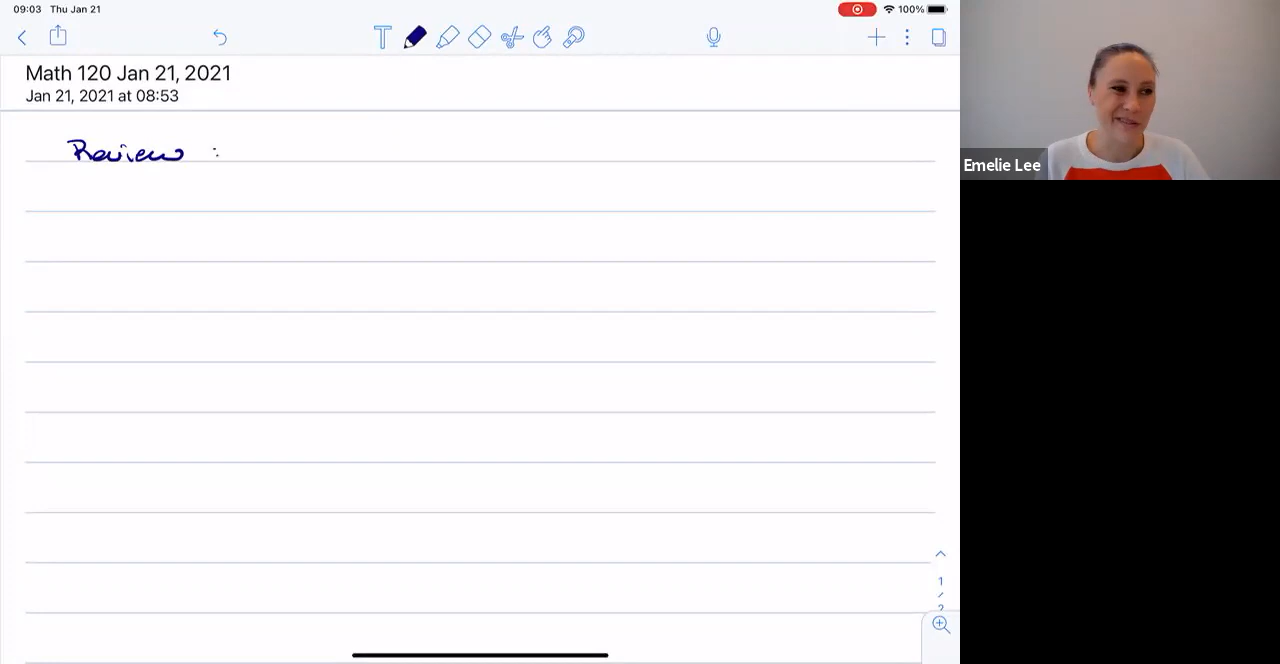 09:03 Thu Jan 21 100%
T
Math 120 Jan 21, 2021
Jan 21, 2021 at 08:53
Review :
Emelie Lee
1
/
2